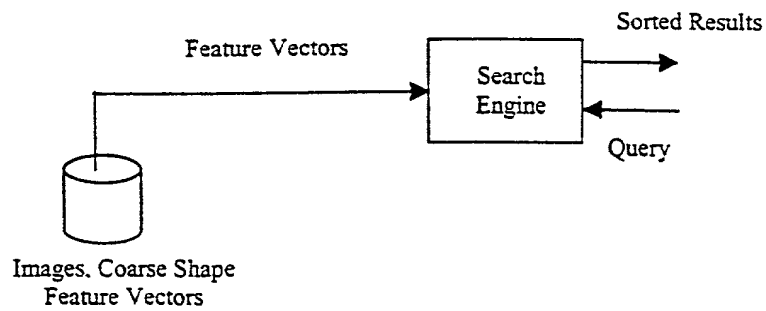 Sorted Results
Feature Vectors
Search
Engine
Query
Images, Coarse Shape
Feature Vectors